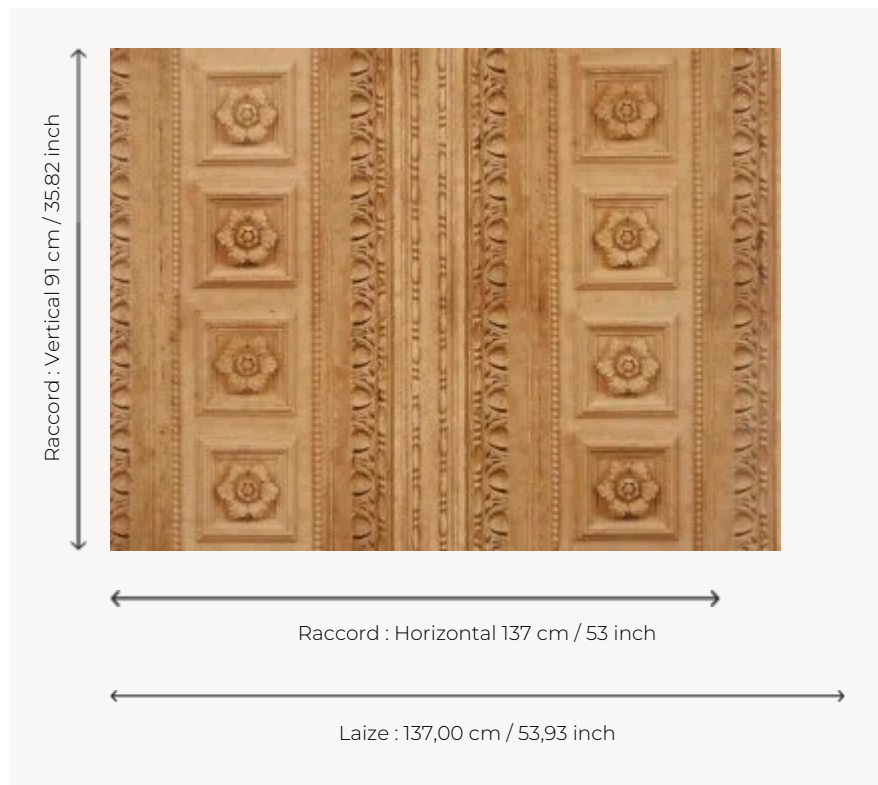 Raccord : Vertical 91 cm / 35.82 inch
Raccord : Horizontal 137 cm / 53 inch
Laize : 137,00 cm / 53,93 inch